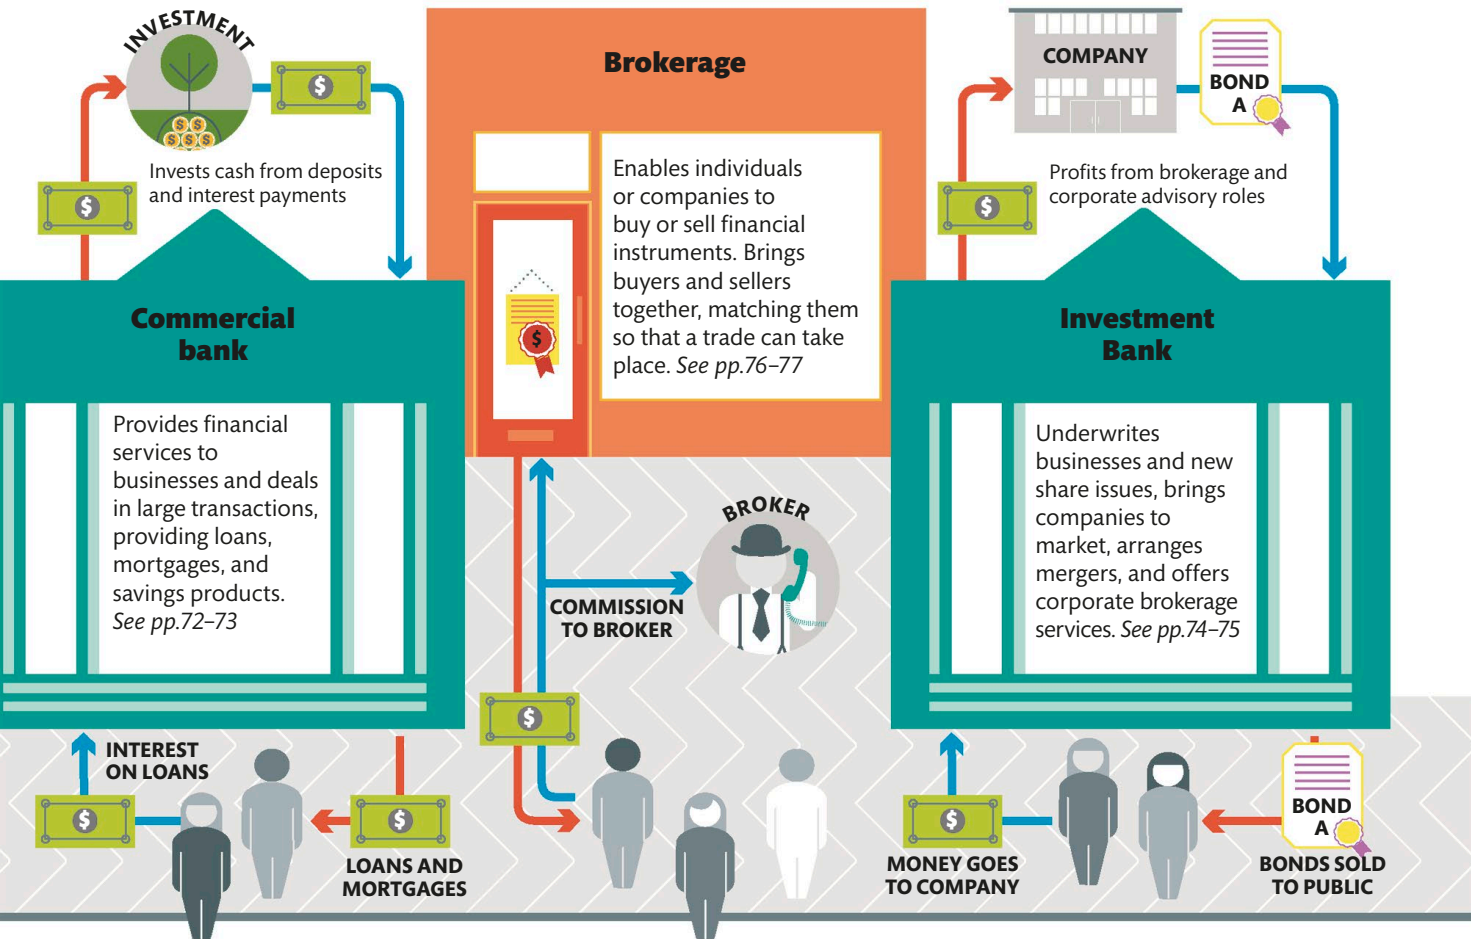 INVESTMENT
$
$ $
$ $ $
$
Invests cash from deposits
and interest payments
Commercial
bank
Provides financial
services to
businesses and deals
in large transactions,
providing loans,
mortgages, and
savings products.
See pp.72–73
INTEREST
ON LOANS
$
$
LOANS AND
MORTGAGES
Brokerage
Enables individuals
or companies to
buy or sell financial
instruments. Brings
buyers and sellers
together, matching them
so that a trade can take
place. See pp.76–77
$
BROKER
COMMISSION
TO BROKER
$
COMPANY
BOND
A
$
Profits from brokerage and
corporate advisory roles
Investment
Bank
Underwrites
businesses and new
share issues, brings
companies to
market, arranges
mergers, and offers
corporate brokerage
services. See pp.74–75
$
MONEY GOES
TO COMPANY
BOND
A
BONDS SOLD
TO PUBLIC